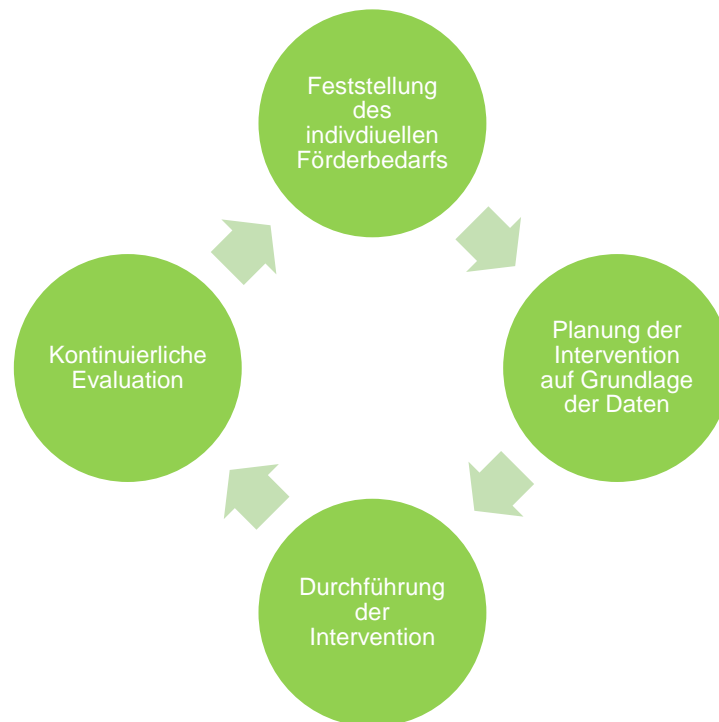 Feststellung
des
indivdiuellen
Förderbedarfs
Planung der
Intervention
auf Grundlage
der Daten
Durchführung
der
Intervention
Kontinuierliche
Evaluation